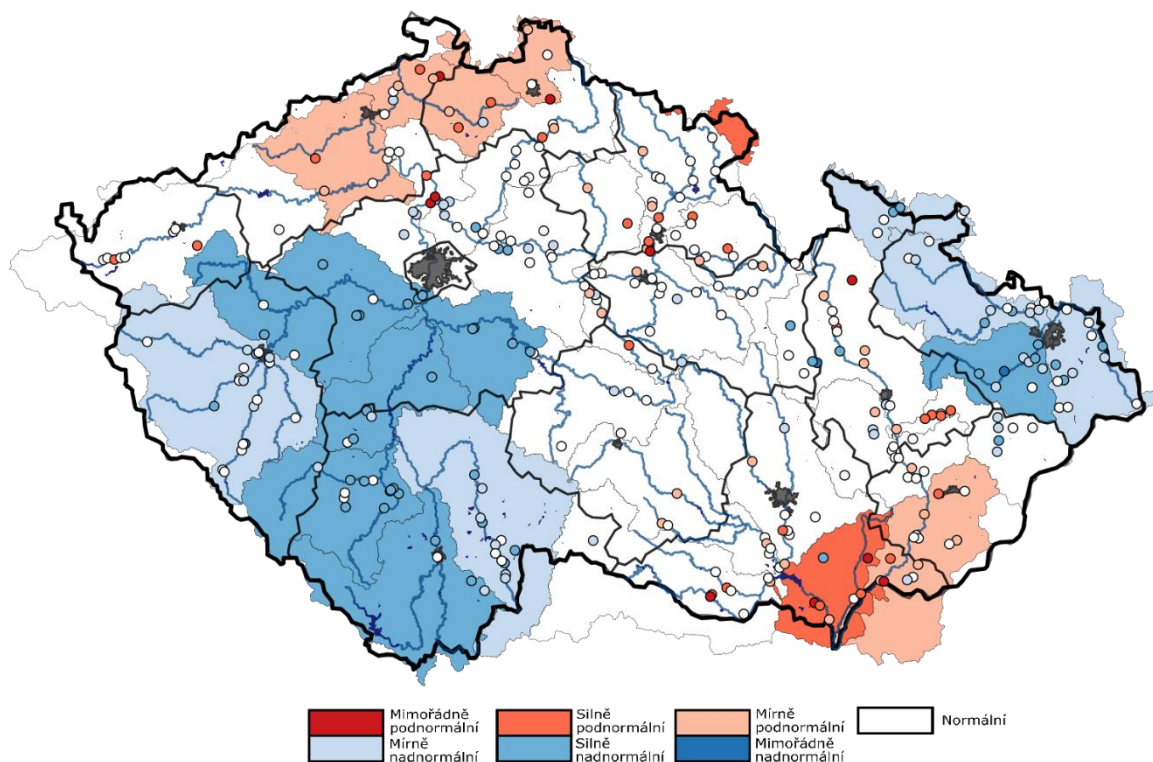 Mimořádně
podnormální
Silně
podnormální
Mírně
podnormální
Normální
Mírně
nadnormální
Silně
nadnormální
Mimořádně
nadnormální